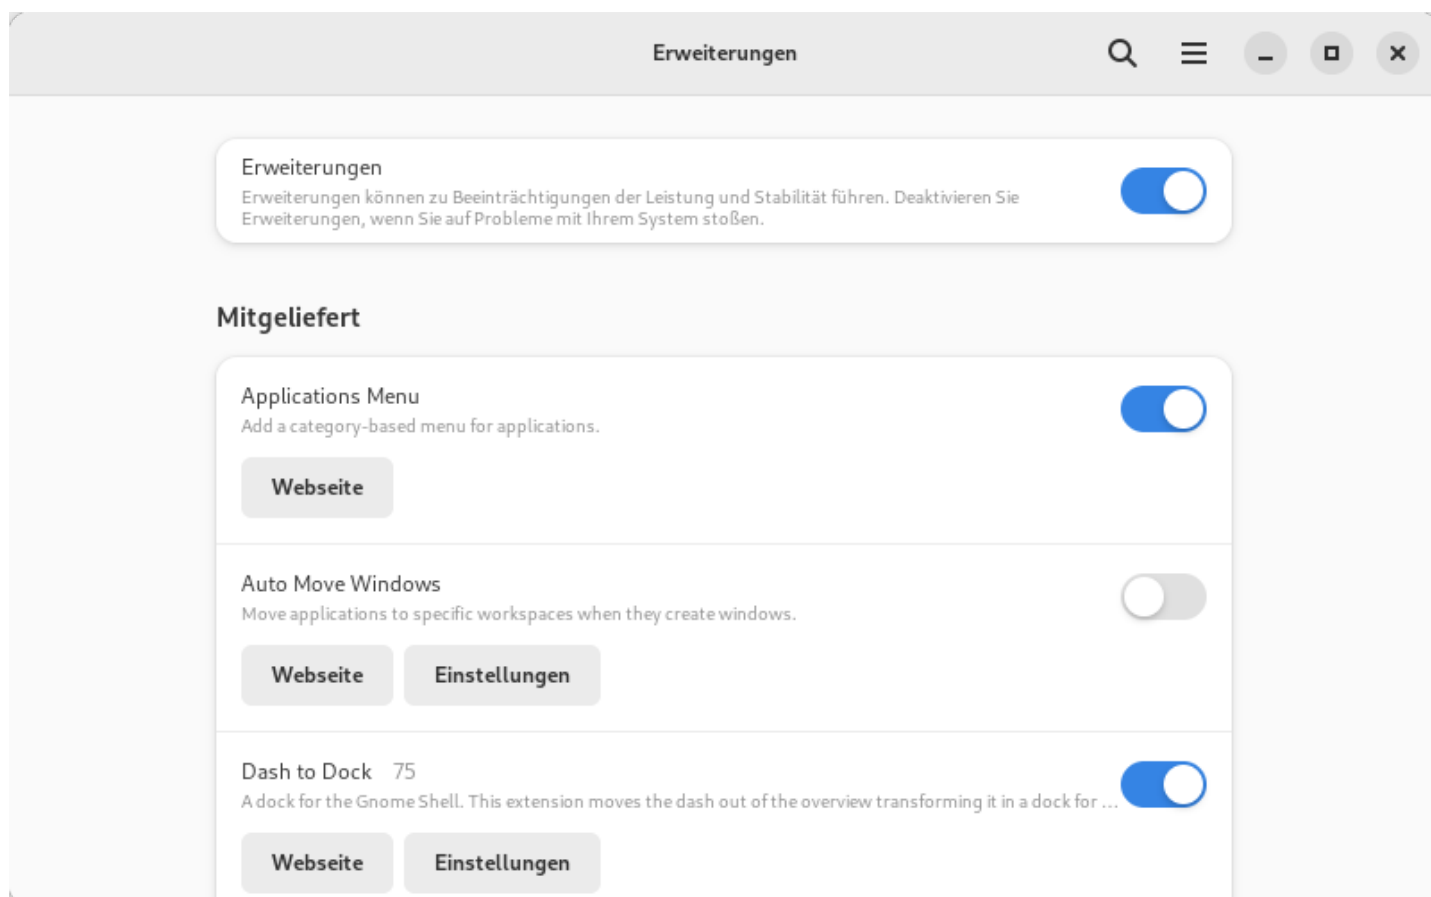 Erweiterungen
Erweiterungen
Erweiterungen können zu Beeinträchtigungen der Leistung und Stabilität führen. Deaktivieren Sie
Erweiterungen, wenn Sie auf Probleme mit Ihrem System stoßen.
Mitgeliefert
Applications Menu
Add a category-based menu for applications.
Webseite
Auto Move Windows
Move applications to specific workspaces when they create windows.
Webseite Einstellungen
Dash to Dock 75
A dock for the Gnome Shell. This extension moves the dash out of the overview transforming it in a dock for …
Webseite Einstellungen